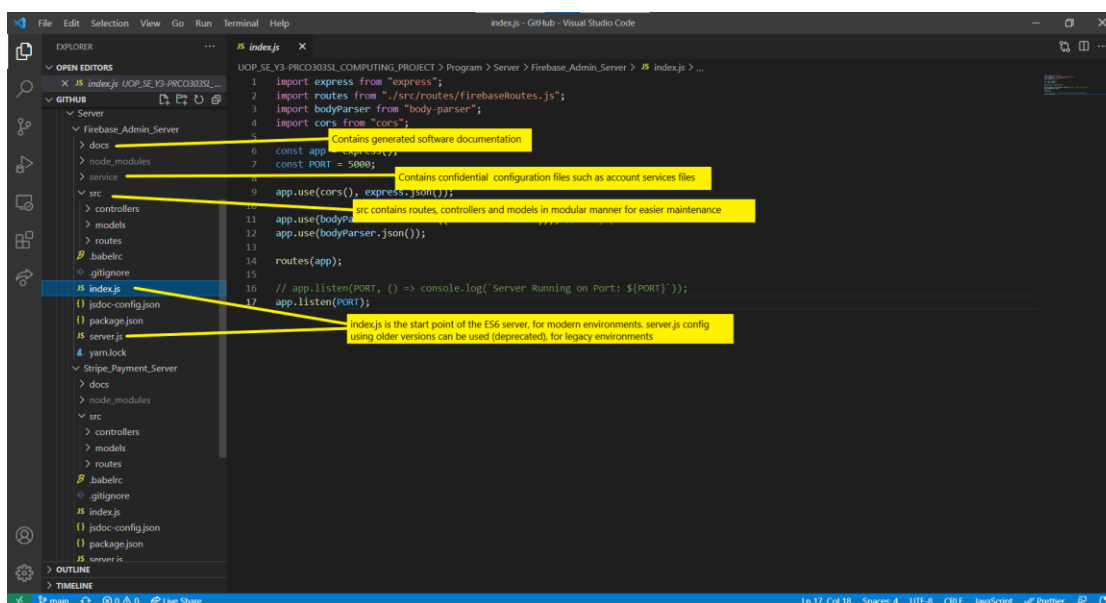 File Edit Selection View Go Run Terminal Help
index.js - GitHub - Visual Studio Code
EXPLORER
OPEN EDITORS
JS index.js UOP_SE_Y3-PRCO303SL_...
GITHUB
Server
Firebase_Admin_Server
docs
node_modules
service
src
controllers
models
routes
.babelrc
.gitignore
JS index.js
{} jsdoc-config.json
{} package.json
JS server.js
yarn.lock
Stripe_Payment_Server
docs
node_modules
src
controllers
models
routes
.babelrc
.gitignore
JS index.js
{} jsdoc-config.json
{} package.json
JS server.js
OUTLINE
TIMELINE
JS index.js
UOP_SE_Y3-PRCO303SL_COMPUTING_PROJECT > Program > Server > Firebase_Admin_Server > JS index.js > ...
1 import express from "express";
2 import routes from "./src/routes/firebaseRoutes.js";
3 import bodyParser from "body-parser";
4 import cors from "cors";
5
Contains generated software documentation
6 const app = express();
7 const PORT = 5000;
8
Contains confidential configuration files such as account services files
9 app.use(cors(), express.json());
10
src contains routes, controllers and models in modular manner for easier maintenance
11 app.use(bodyPa
12 app.use(bodyParser.json());
13
14 routes(app);
15
16 // app.listen(PORT, () => console.log(`Server Running on Port: ${PORT}`));
17 app.listen(PORT);
index.js is the start point of the ES6 server, for modern environments. server.js config
using older versions can be used (deprecated), for legacy environments
main 0 0 Live Share
Ln 17, Col 18 Spaces: 4 UTF-8 CRLF JavaScript Prettier